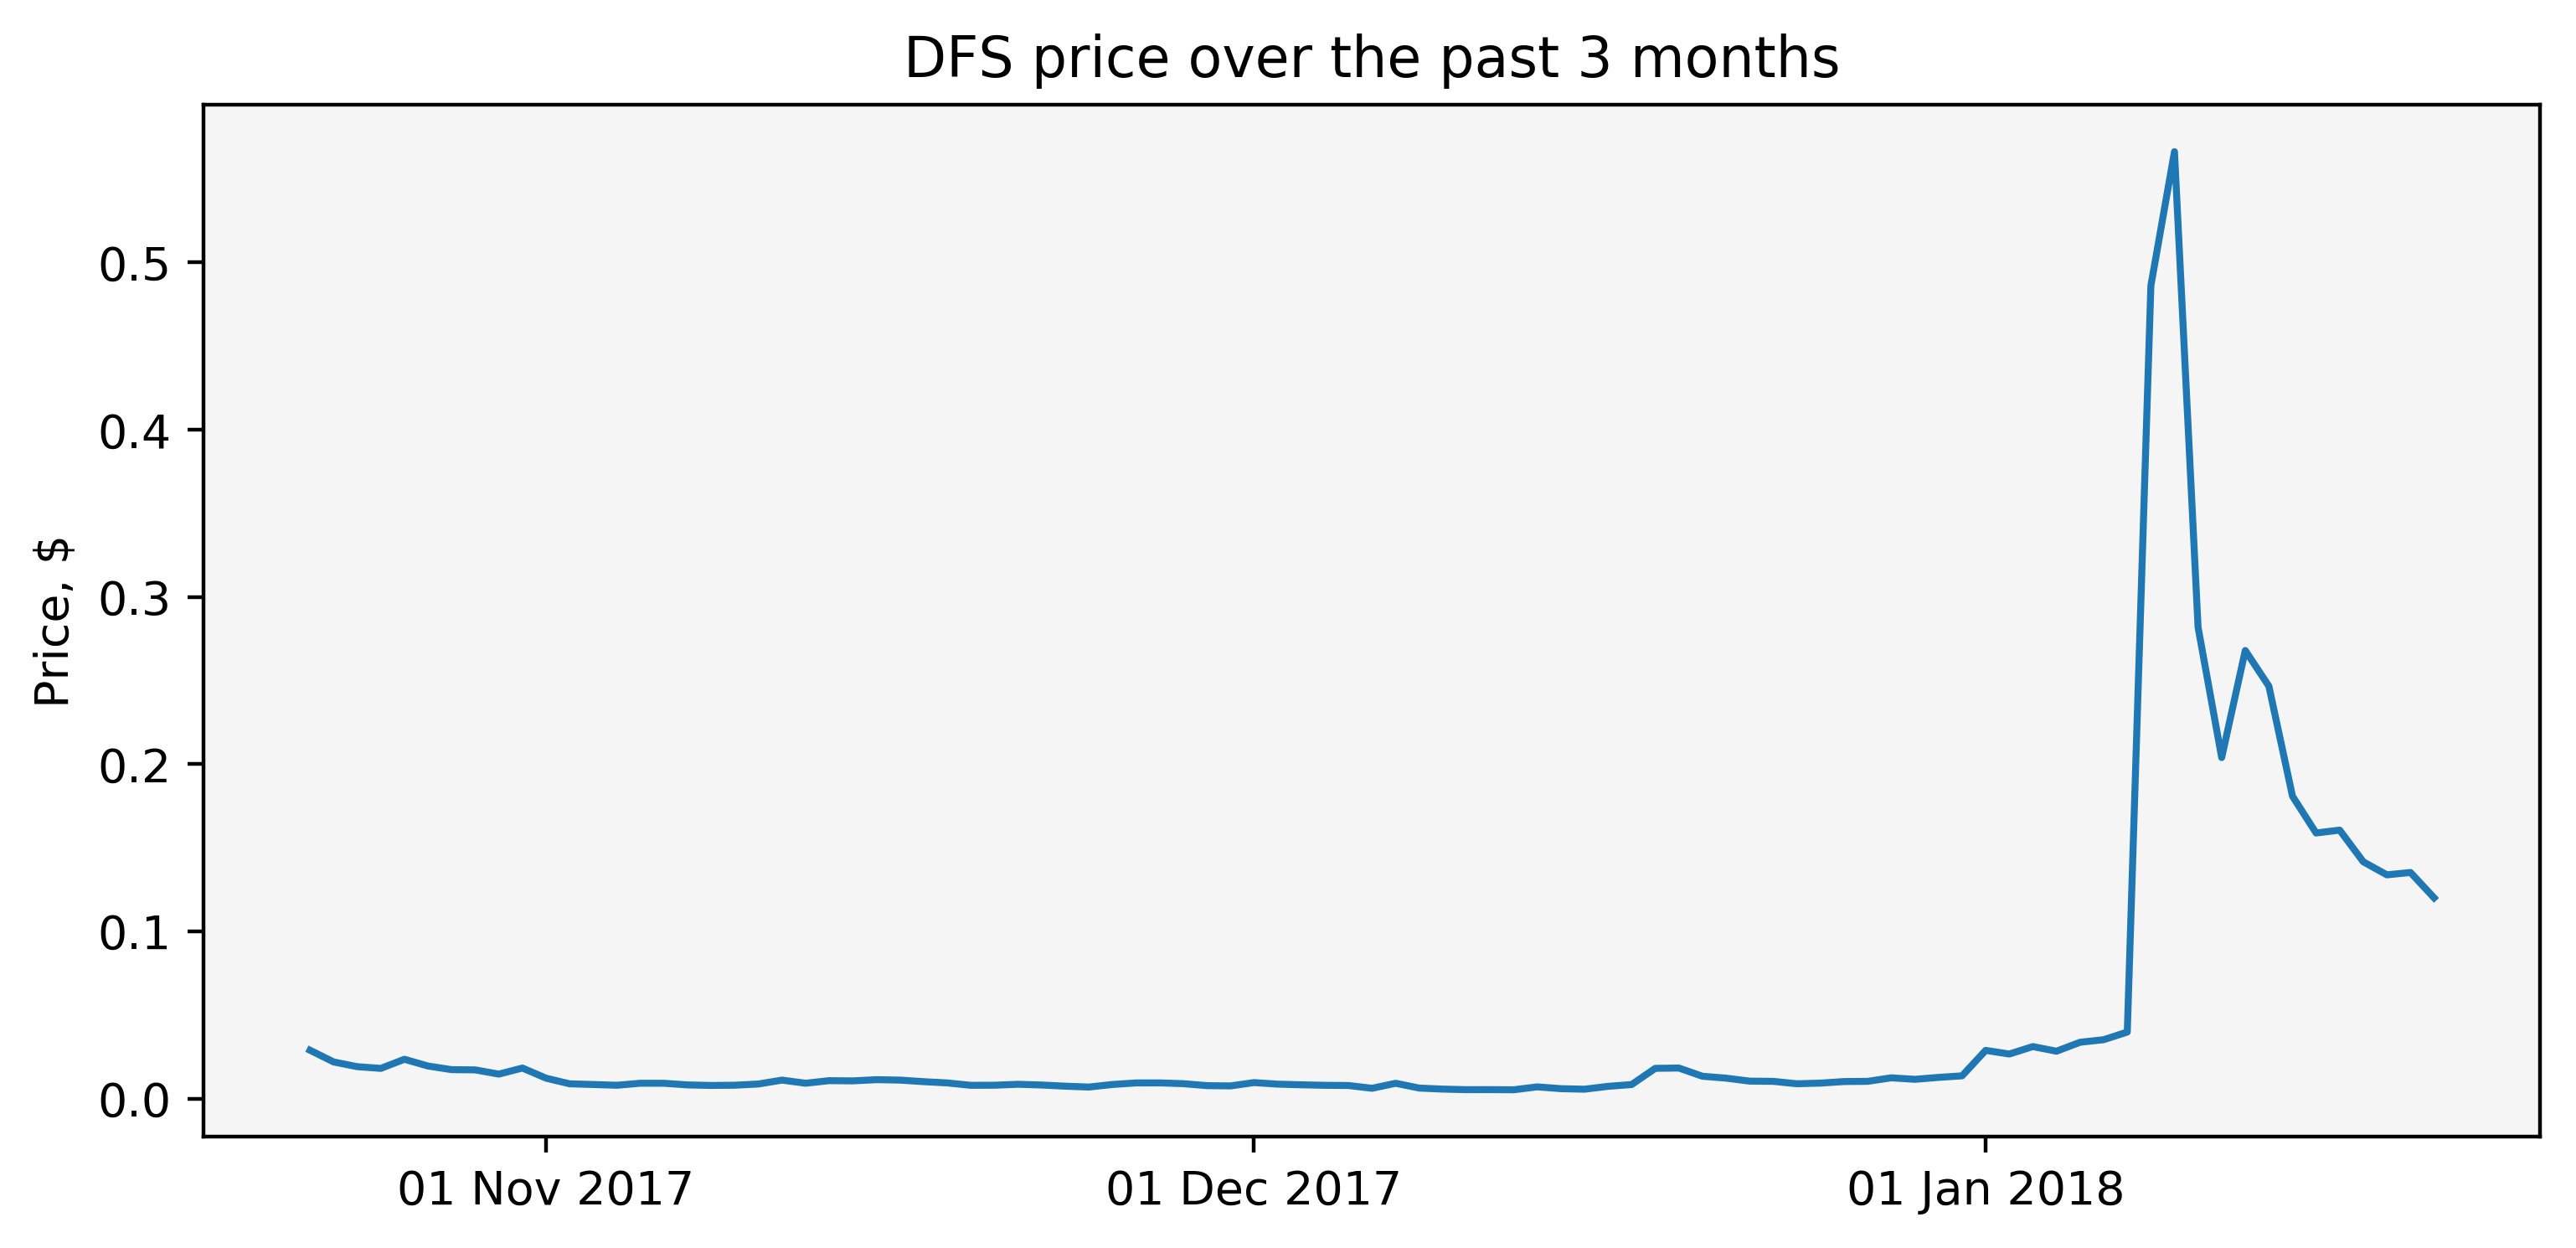 DFS price over the past 3 months
Price, $
0.5
0.4
0.3
0.2
0.1
0.0
01 Nov 2017
01 Dec 2017
01 Jan 2018